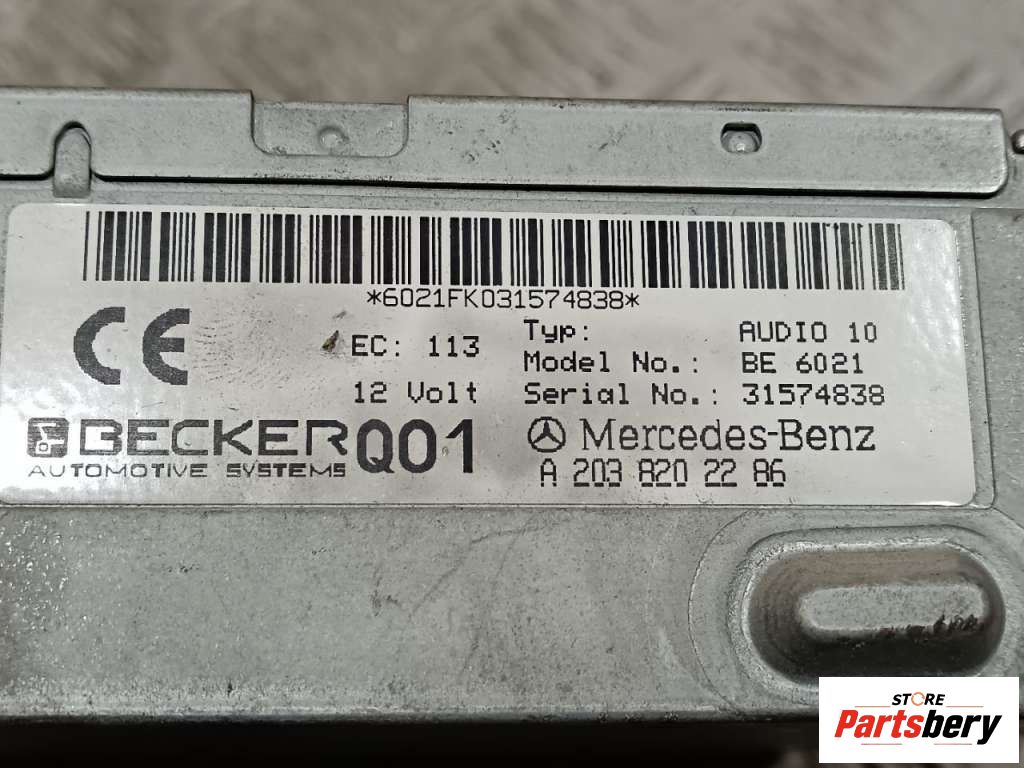 *6021FK031574838*
CE EC: 113 Typ: AUDIO 10
Model No.: BE 6021
12 Volt Serial No.: 31574838
BECKER Q01 Mercedes-Benz
AUTOMOTIVE SYSTEMS A 203 820 22 86
STORE
Partsbery